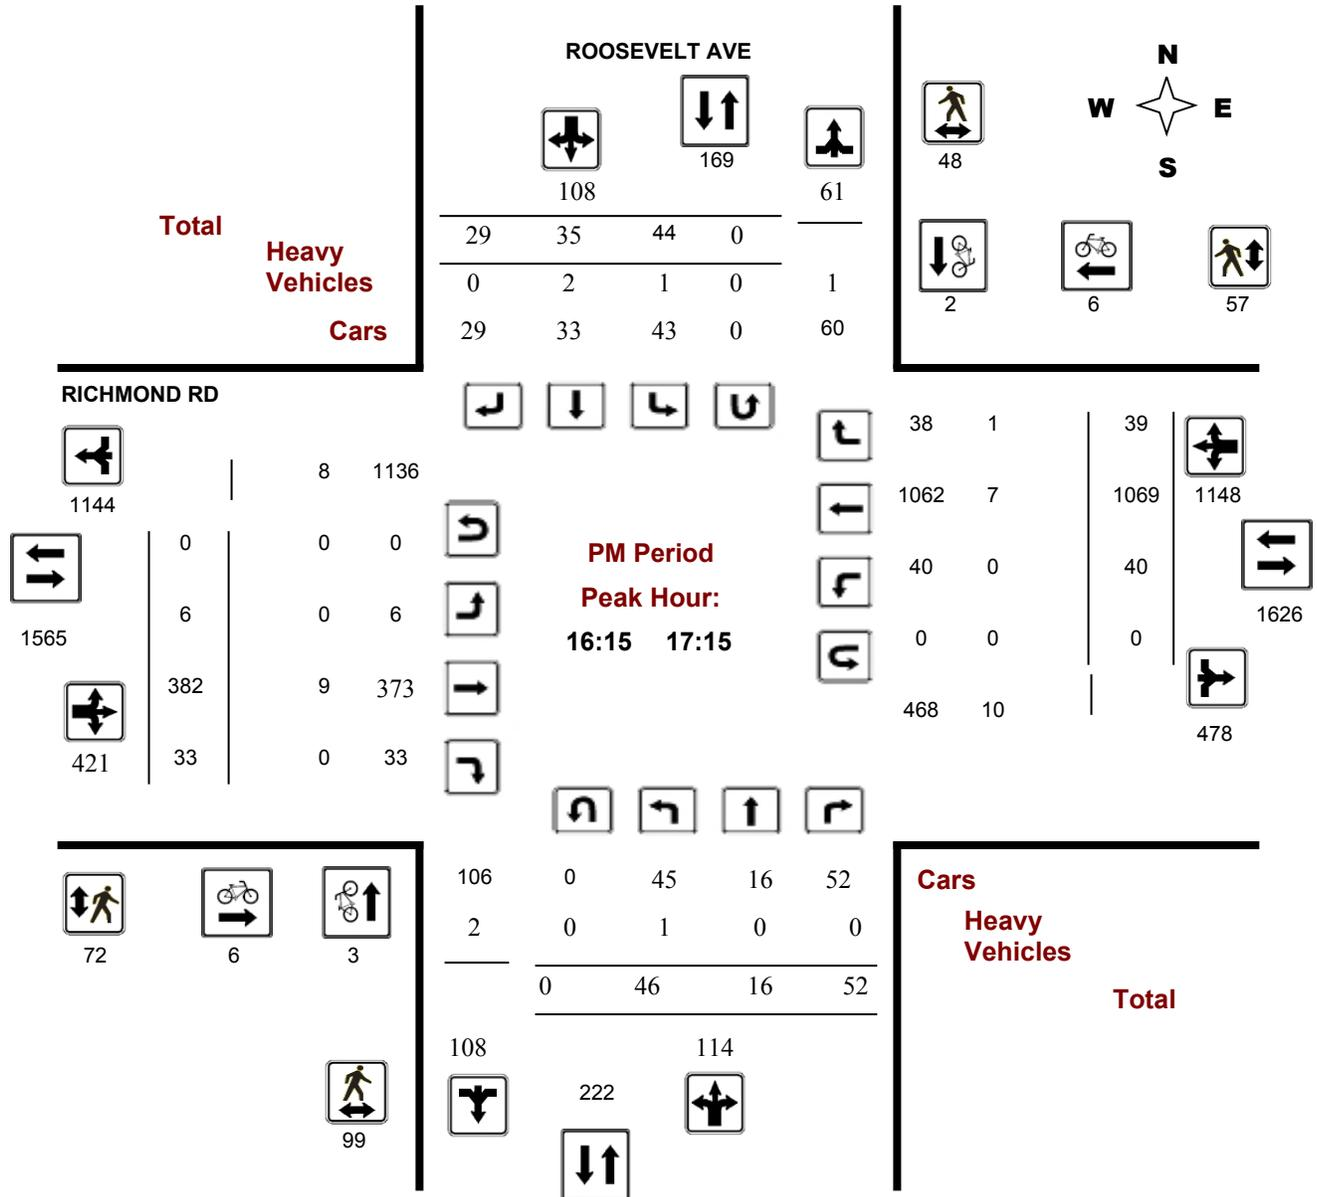 ROOSEVELT AVE
N
W E
S
169
48
108 61
Total
29 35 44 0
Heavy
Vehicles
0 2 1 0 1
2 6 57
Cars
29 33 43 0 60
RICHMOND RD
38 1 39
8 1136
1144
1062 7 1069 1148
0 0 0
PM Period
40 0 40
Peak Hour:
6 0 6
1565
16:15 17:15
0 0 0
1626
382 9 373
468 10
478
421 33 0 33
106 0 45 16 52
Cars
2 0 1 0 0
Heavy
Vehicles
72 6 3
0 46 16 52
Total
108 114
222
99